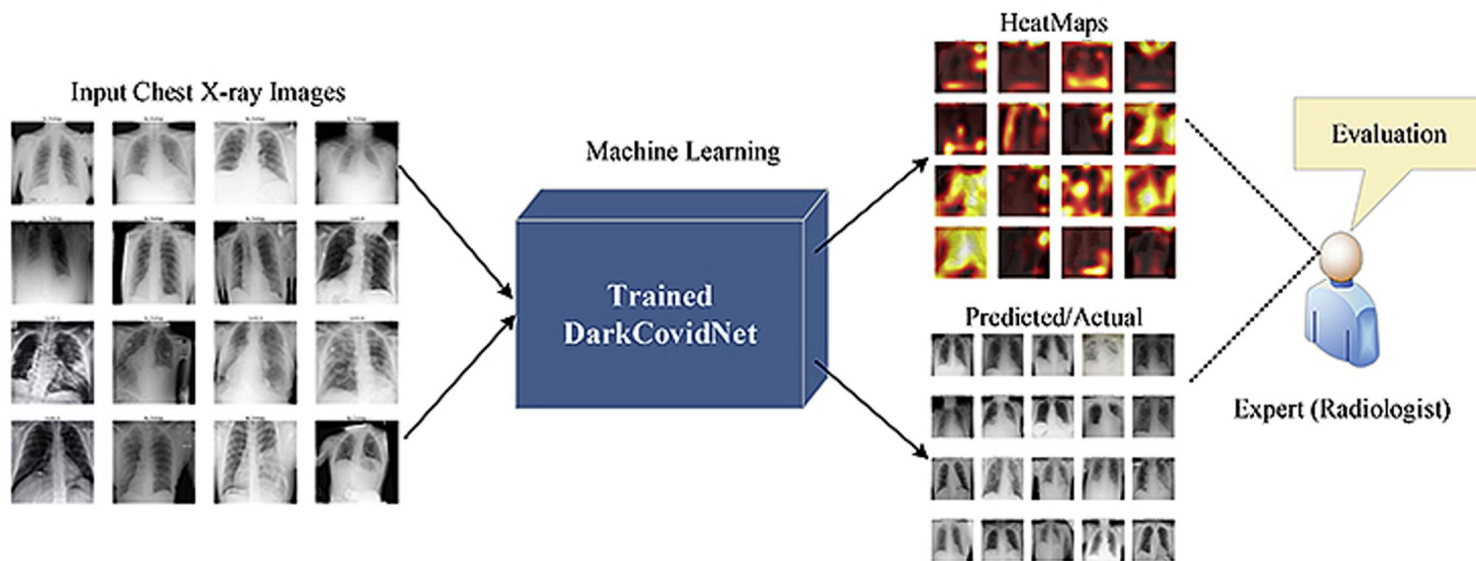 Input Chest X-ray Images
Machine Learning
Trained
DarkCovidNet
HeatMaps
Predicted/Actual
Evaluation
Expert (Radiologist)